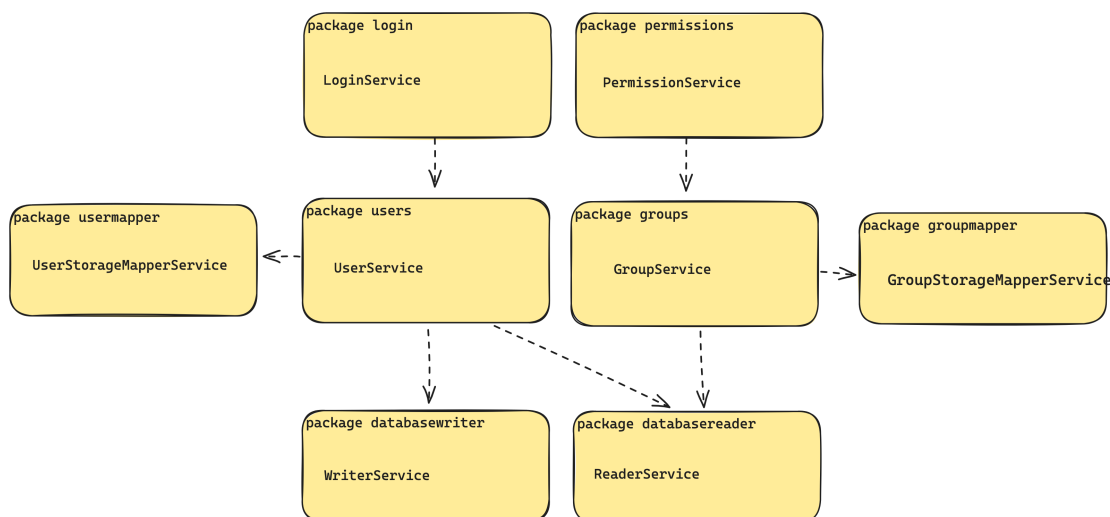 package login
LoginService
package permissions
PermissionService
package usermapper
UserStorageMapperService
package users
UserService
package groups
GroupService
package groupmapper
GroupStorageMapperService
package databasewriter
WriterService
package databasereader
ReaderService